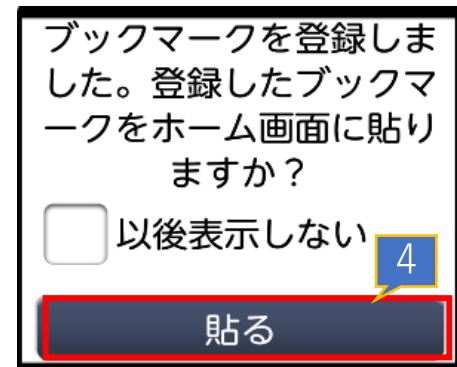 ブックマークを登録しま
した。登録したブックマ
ークをホーム画面に貼り
ますか？
以後表示しない
4
貼る